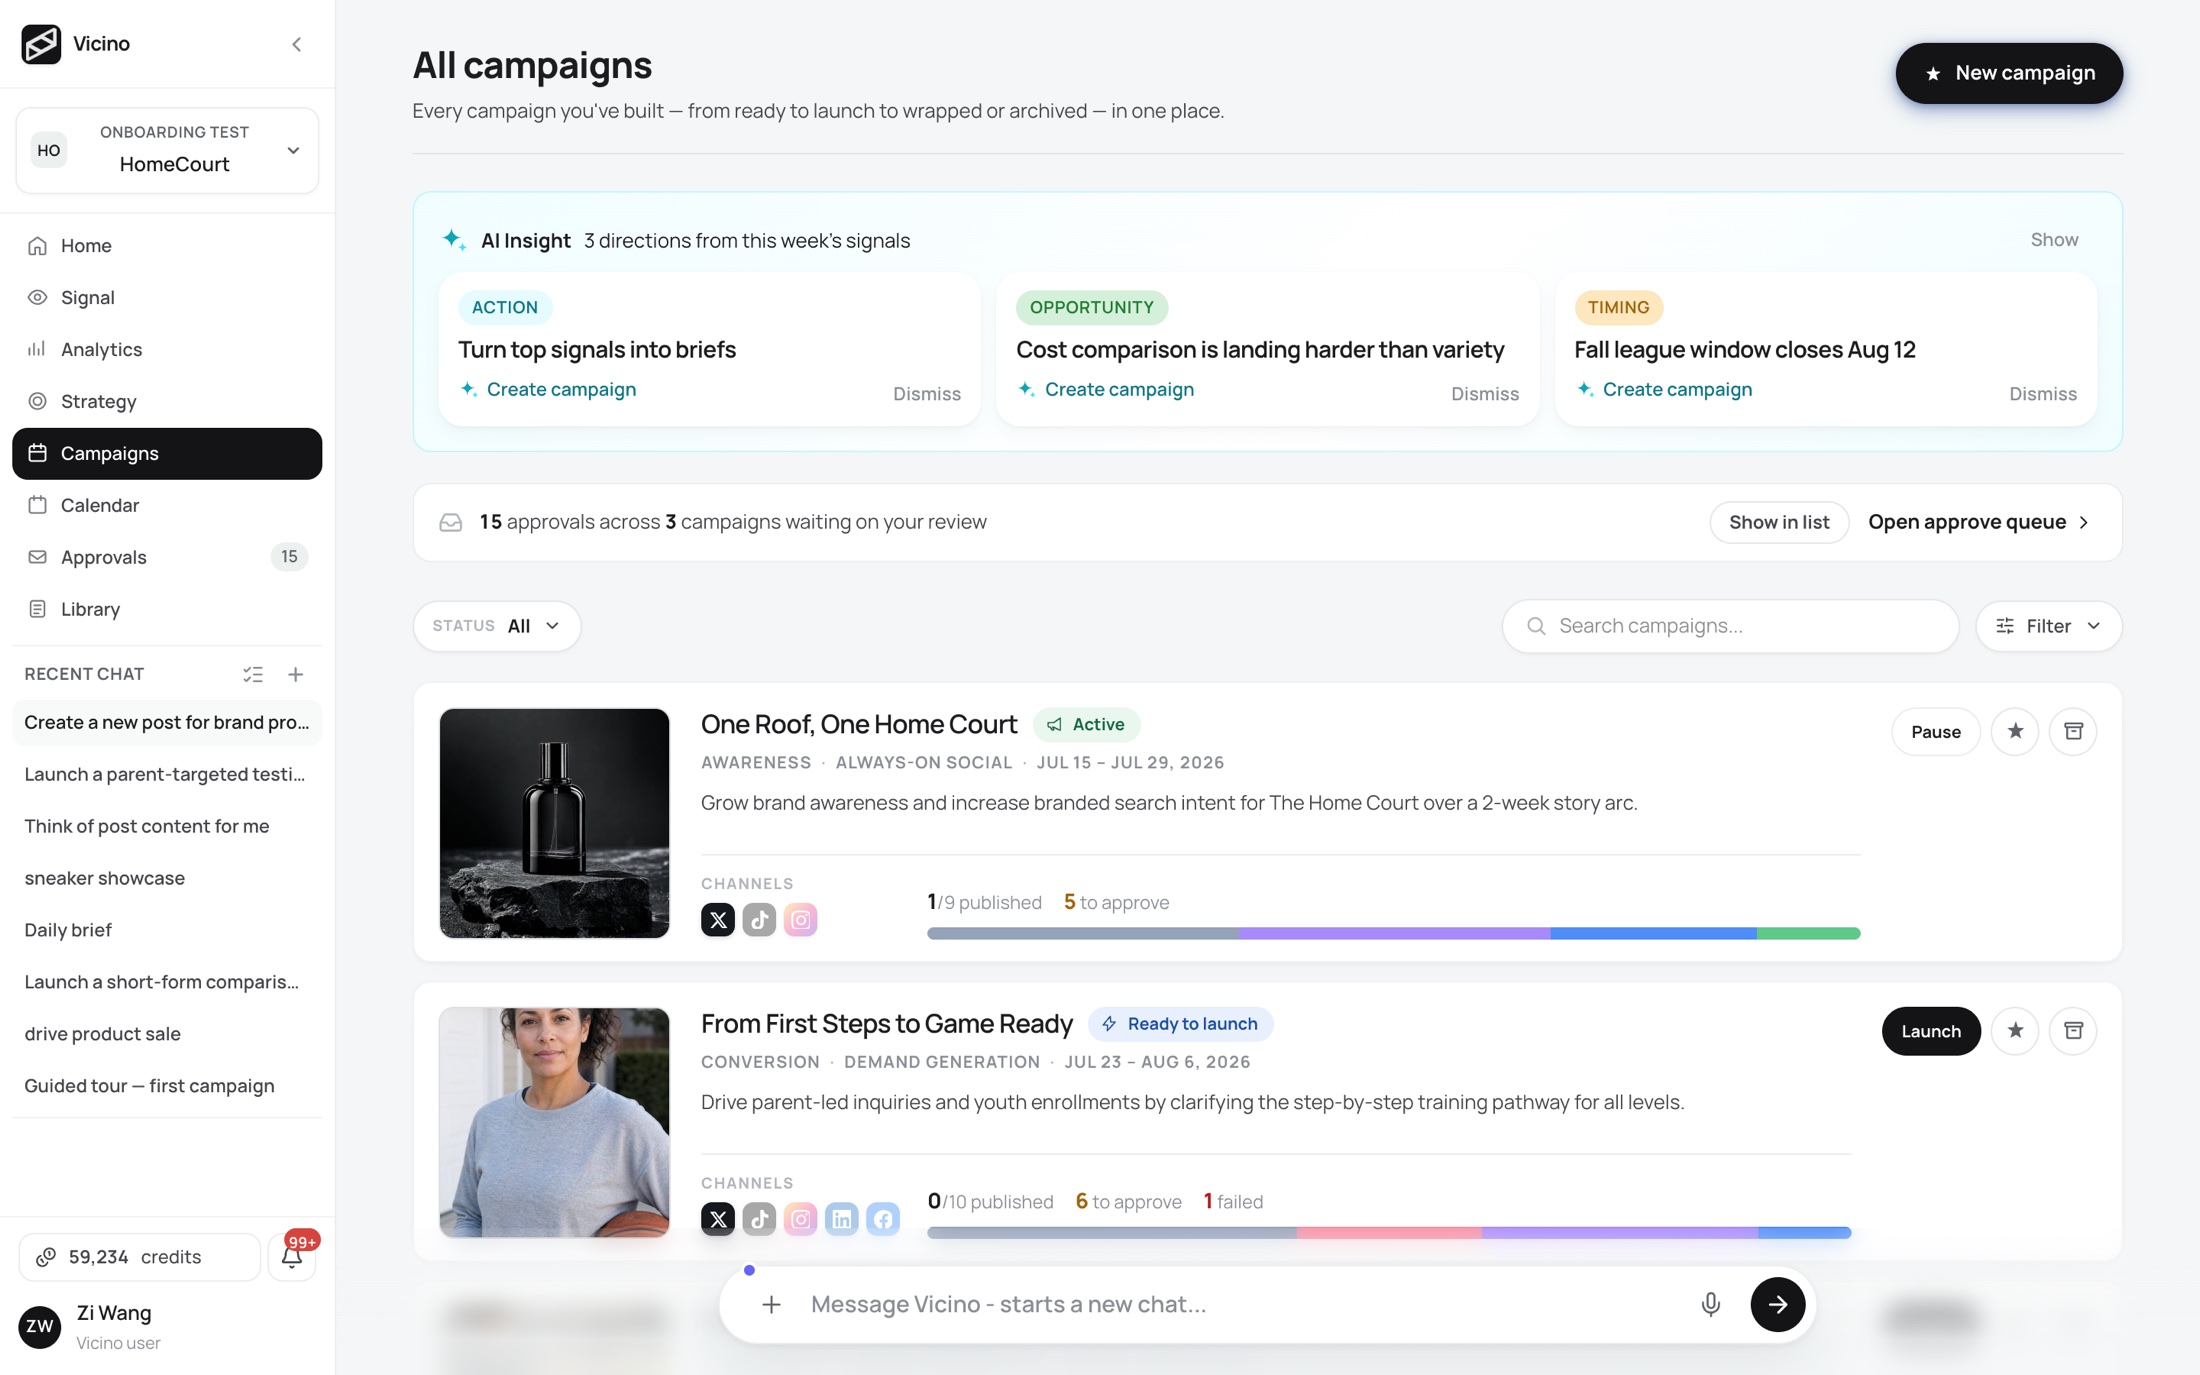 Vicino
HO
ONBOARDING TEST
HomeCourt
Home
Signal
Analytics
Strategy
Campaigns
Calendar
Approvals
15
Library
RECENT CHAT
Create a new post for brand pro...
Launch a parent-targeted testi...
Think of post content for me
sneaker showcase
Daily brief
Launch a short-form comparis...
drive product sale
Guided tour — first campaign
59,234 credits
99+
ZW
Zi Wang
Vicino user
All campaigns
Every campaign you've built — from ready to launch to wrapped or archived — in one place.
New campaign
AI Insight 3 directions from this week's signals
Show
ACTION
Turn top signals into briefs
Create campaign
Dismiss
OPPORTUNITY
Cost comparison is landing harder than variety
Create campaign
Dismiss
TIMING
Fall league window closes Aug 12
Create campaign
Dismiss
15 approvals across 3 campaigns waiting on your review
Show in list
Open approve queue
STATUS All
Search campaigns...
Filter
One Roof, One Home Court
Active
Pause
AWARENESS · ALWAYS-ON SOCIAL · JUL 15 – JUL 29, 2026
Grow brand awareness and increase branded search intent for The Home Court over a 2-week story arc.
CHANNELS
1/9 published 5 to approve
From First Steps to Game Ready
Ready to launch
Launch
CONVERSION · DEMAND GENERATION · JUL 23 – AUG 6, 2026
Drive parent-led inquiries and youth enrollments by clarifying the step-by-step training pathway for all levels.
CHANNELS
0/10 published 6 to approve 1 failed
Message Vicino - starts a new chat...